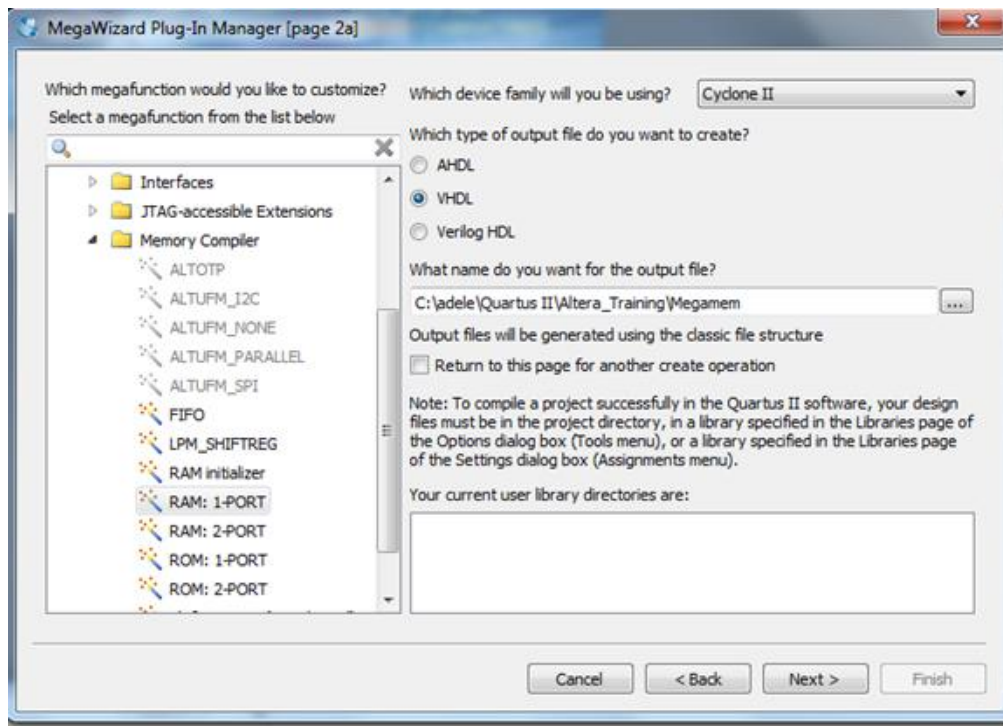 MegaWizard Plug-In Manager [page 2a]
Which megafunction would you like to customize?
Select a megafunction from the list below
Interfaces
JTAG-accessible Extensions
Memory Compiler
ALTOTP
ALTUFM_I2C
ALTUFM_NONE
ALTUFM_PARALLEL
ALTUFM_SPI
FIFO
LPM_SHIFTREG
RAM initializer
RAM: 1-PORT
RAM: 2-PORT
ROM: 1-PORT
ROM: 2-PORT
Which device family will you be using?
Cyclone II
Which type of output file do you want to create?
AHDL
VHDL
Verilog HDL
What name do you want for the output file?
C:\adele\Quartus II\Altera_Training\Megamem
...
Output files will be generated using the classic file structure
Return to this page for another create operation
Note: To compile a project successfully in the Quartus II software, your design
files must be in the project directory, in a library specified in the Libraries page of
the Options dialog box (Tools menu), or a library specified in the Libraries page
of the Settings dialog box (Assignments menu).
Your current user library directories are:
Cancel
< Back
Next >
Finish